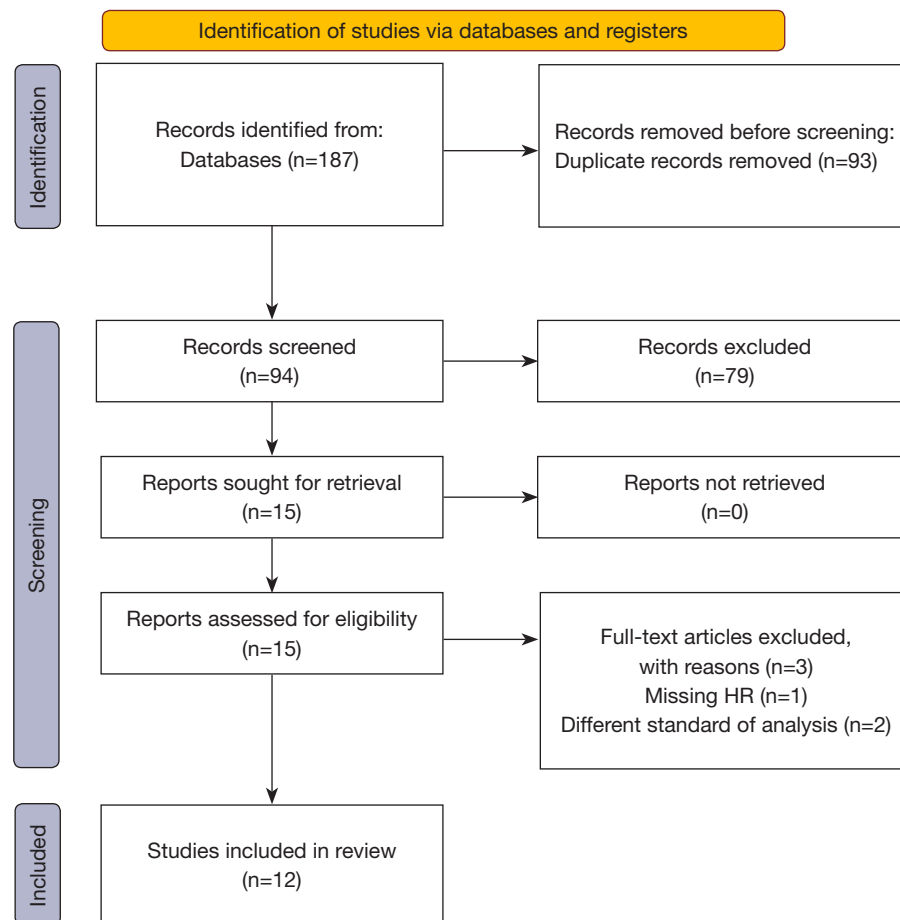 Identification of studies via databases and registers
Identification
Records identified from:
Databases (n=187)
Records removed before screening:
Duplicate records removed (n=93)
Screening
Records screened
(n=94)
Records excluded
(n=79)
Reports sought for retrieval
(n=15)
Reports not retrieved
(n=0)
Reports assessed for eligibility
(n=15)
Full-text articles excluded,
with reasons (n=3)
Missing HR (n=1)
Different standard of analysis (n=2)
Included
Studies included in review
(n=12)